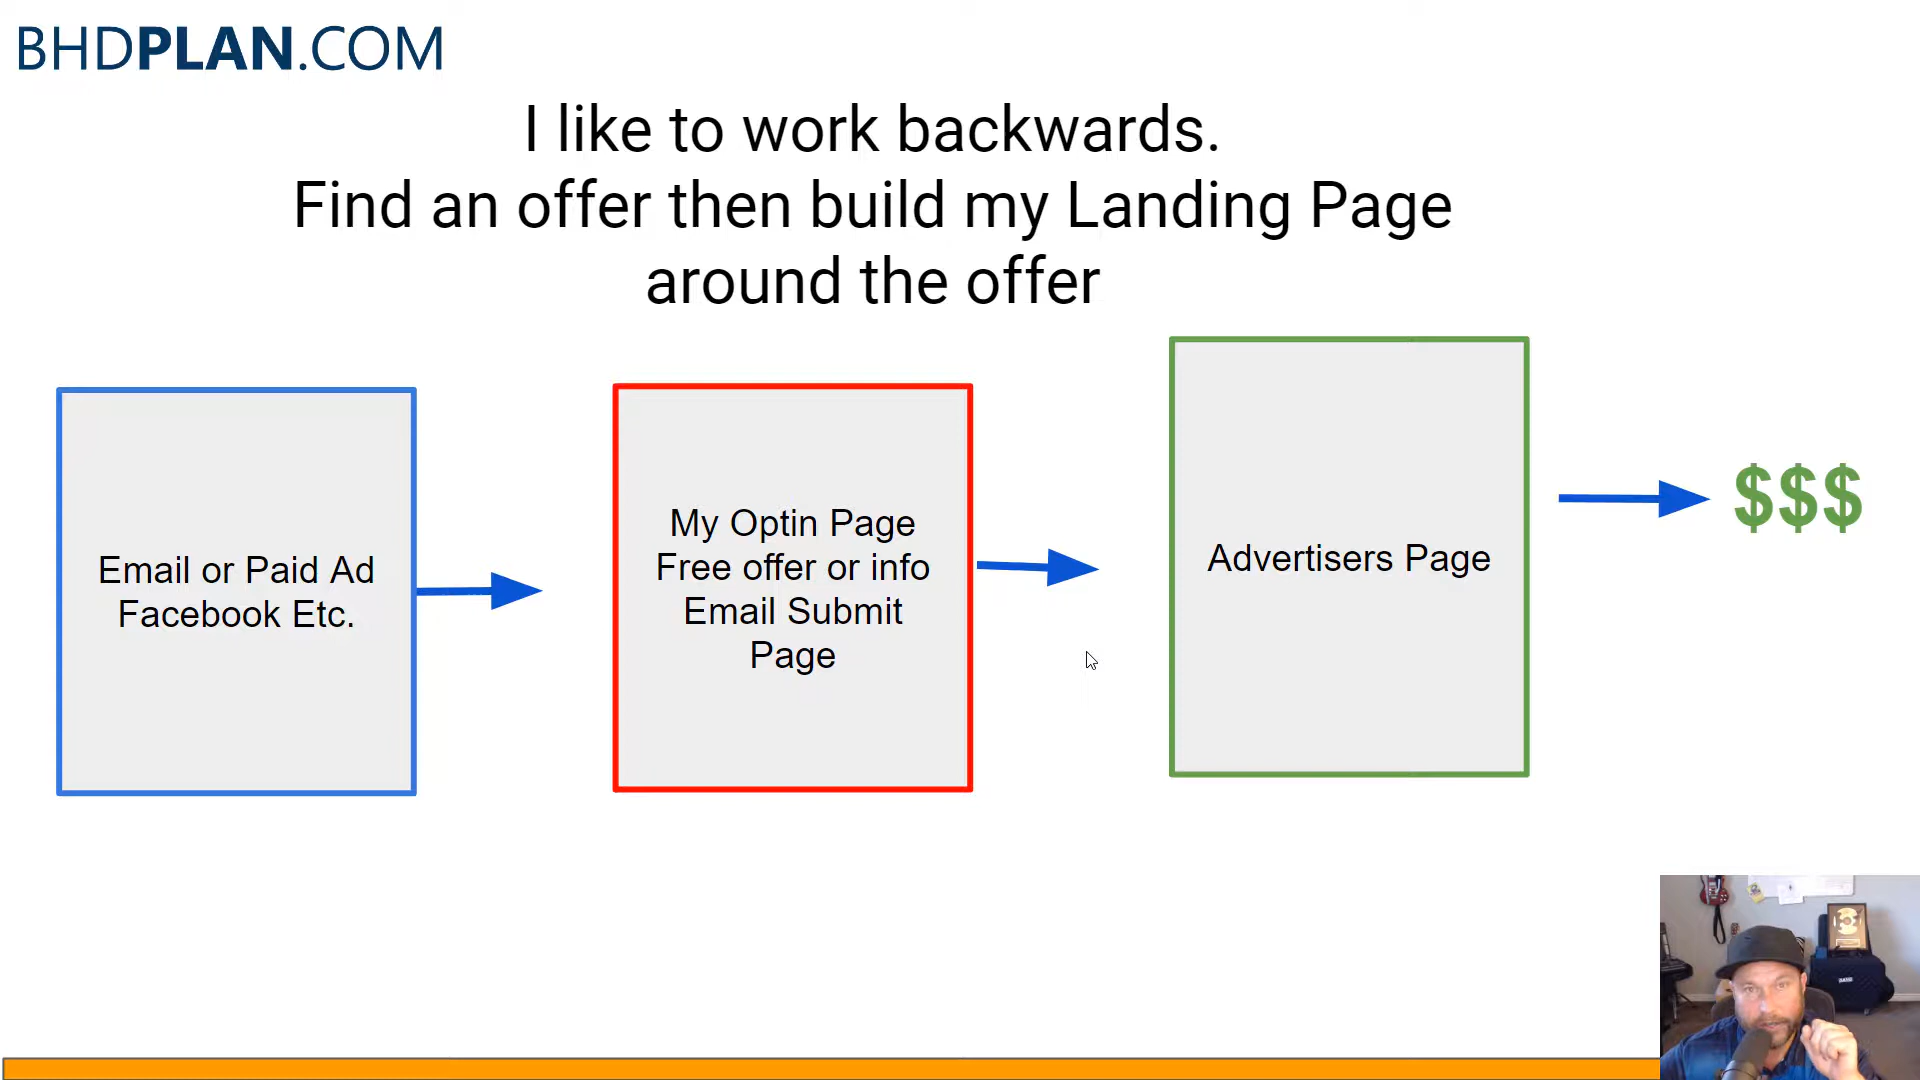 BHDPLAN.COM
I like to work backwards.
Find an offer then build my Landing Page
around the offer
Email or Paid Ad
Facebook Etc.
My Optin Page
Free offer or info
Email Submit
Page
Advertisers Page
$$$